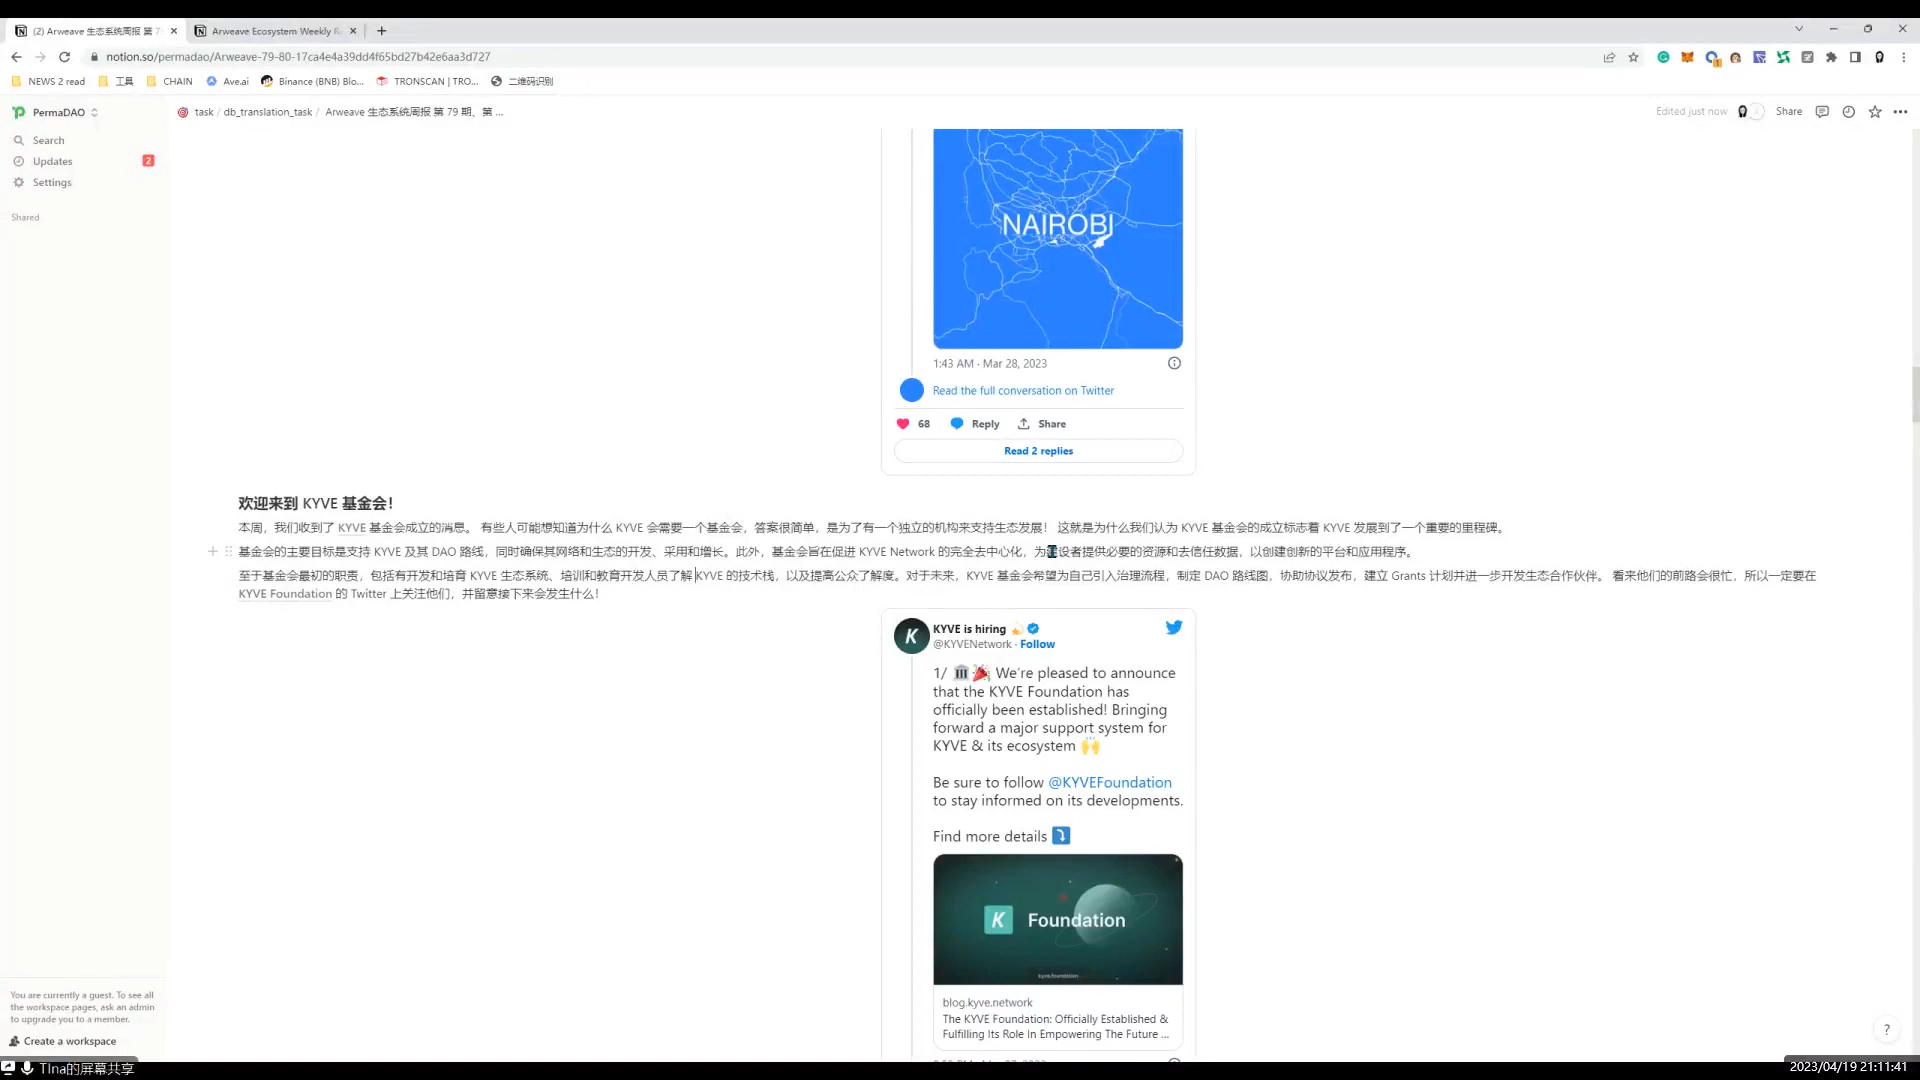 (2) Arweave 生态系统周报 第 7
Arweave Ecosystem Weekly R
notion.so/permadao/Arweave-79-80-17ca4e4a39dd4f65bd27b42e6aa3d727
NEWS 2 read
工具
CHAIN
Ave.ai
Binance (BNB) Blo...
TRONSCAN | TRO...
二维码识别
PermaDAO
task / db_translation_task / Arweave 生态系统周报 第 79 期、第 ...
Edited just now
Share
Search
Updates
2
Settings
Shared
NAIROBI
1:43 AM · Mar 28, 2023
Read the full conversation on Twitter
68
Reply
Share
Read 2 replies
欢迎来到 KYVE 基金会！
本周，我们收到了 KYVE 基金会成立的消息。 有些人可能想知道为什么 KYVE 会需要一个基金会，答案很简单，是为了有一个独立的机构来支持生态发展！ 这就是为什么我们认为 KYVE 基金会的成立标志着 KYVE 发展到了一个重要的里程碑。
基金会的主要目标是支持 KYVE 及其 DAO 路线，同时确保其网络和生态的开发、采用和增长。此外，基金会旨在促进 KYVE Network 的完全去中心化，为建设者提供必要的资源和去信任数据，以创建创新的平台和应用程序。
至于基金会最初的职责，包括有开发和培育 KYVE 生态系统、培训和教育开发人员了解 KYVE 的技术栈，以及提高公众了解度。对于未来，KYVE 基金会希望为自己引入治理流程，制定 DAO 路线图，协助协议发布，建立 Grants 计划并进一步开发生态合作伙伴。 看来他们的前路会很忙，所以一定要在
KYVE Foundation 的 Twitter 上关注他们，并留意接下来会发生什么！
KYVE is hiring
@KYVENetwork · Follow
1/ 🏛️🎉 We're pleased to announce
that the KYVE Foundation has
officially been established! Bringing
forward a major support system for
KYVE & its ecosystem 🙌
Be sure to follow @KYVEFoundation
to stay informed on its developments.
Find more details ⤵️
K Foundation
kyve.foundation
blog.kyve.network
The KYVE Foundation: Officially Established &
Fulfilling Its Role In Empowering The Future ...
You are currently a guest. To see all
the workspace pages, ask an admin
to upgrade you to a member.
Create a workspace
?
TIna的屏幕共享
2023/04/19 21:11:41